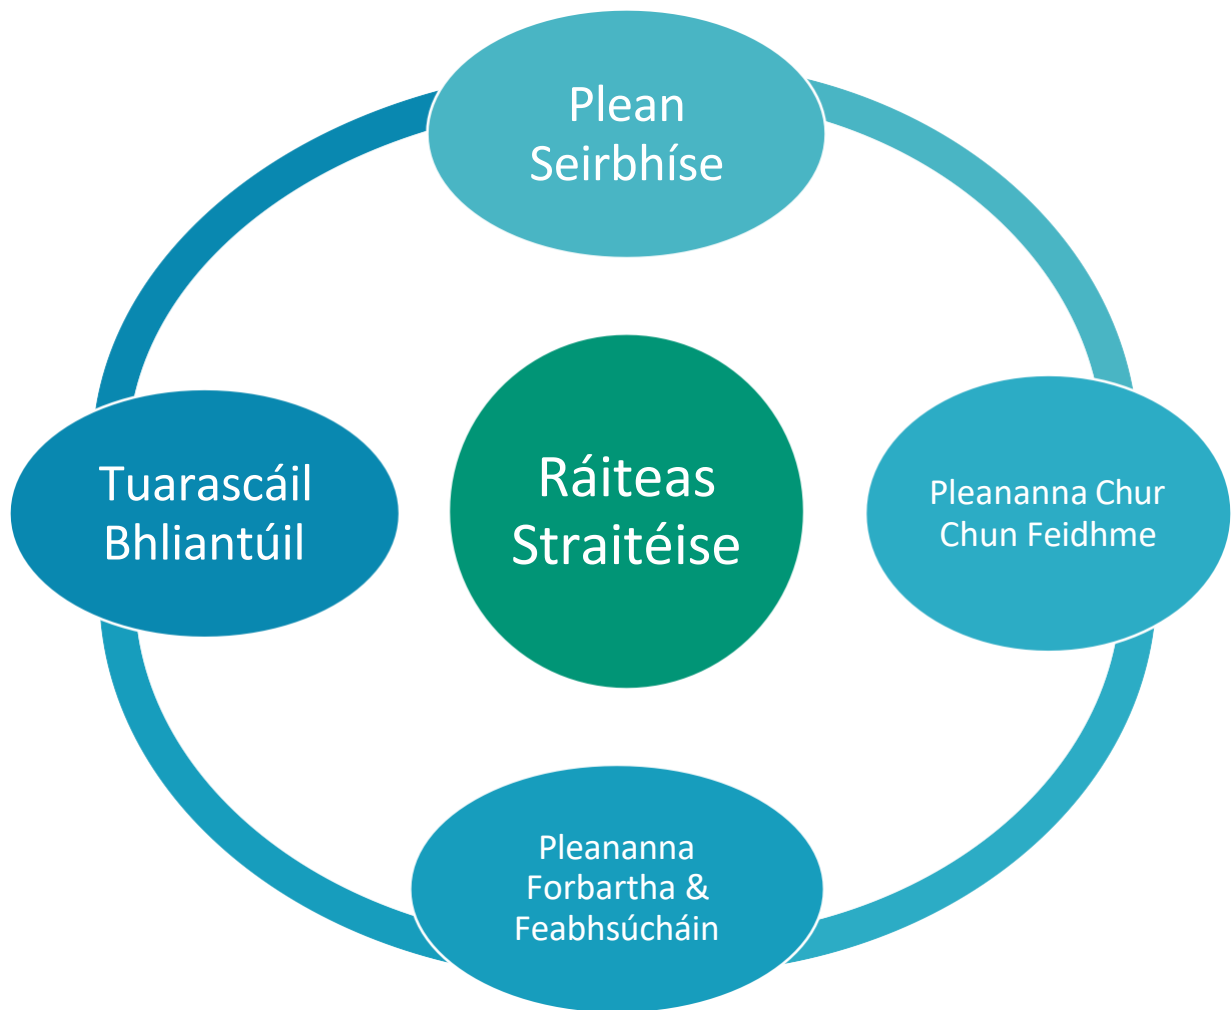 Plean
Seirbhíse
Tuarascáil
Bhliantúil
Ráiteas
Straitéise
Pleananna Chur
Chun Feidhme
Pleananna
Forbartha &
Feabhsúcháin